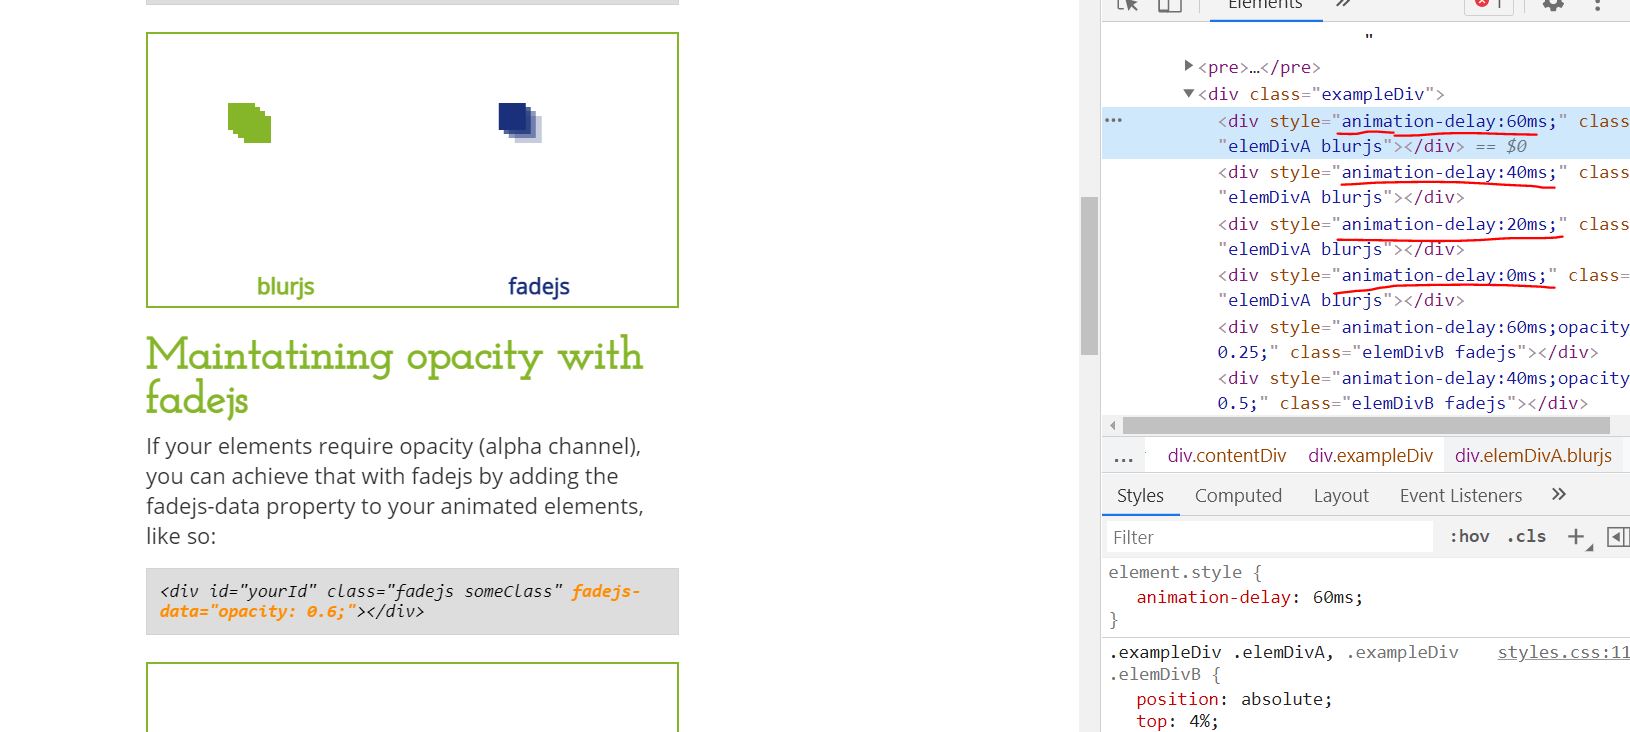 blurjs
fadejs
Maintatining opacity with
fadejs
If your elements require opacity (alpha channel),
you can achieve that with fadejs by adding the
fadejs-data property to your animated elements,
like so:
<div id="yourId" class="fadejs someClass" fadejs-
data="opacity: 0.6;"></div>
Elements » 1
"
<pre>…</pre>
<div class="exampleDiv">
<div style="animation-delay:60ms;" class
"elemDivA blurjs"></div> == $0
<div style="animation-delay:40ms;" class
"elemDivA blurjs"></div>
<div style="animation-delay:20ms;" class
"elemDivA blurjs"></div>
<div style="animation-delay:0ms;" class=
"elemDivA blurjs"></div>
<div style="animation-delay:60ms;opacity
0.25;" class="elemDivB fadejs"></div>
<div style="animation-delay:40ms;opacity
0.5;" class="elemDivB fadejs"></div>
... div.contentDiv div.exampleDiv div.elemDivA.blurjs
Styles Computed Layout Event Listeners »
Filter :hov .cls +
element.style {
animation-delay: 60ms;
}
.exampleDiv .elemDivA, .exampleDiv styles.css:11
.elemDivB {
position: absolute;
top: 4%;